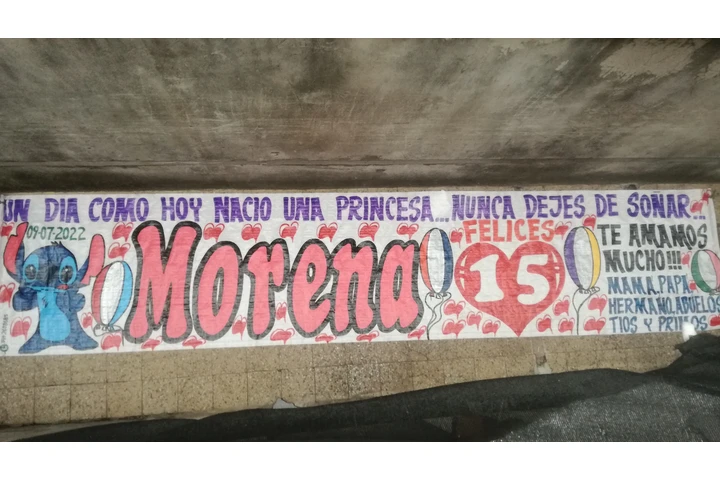 UN DIA COMO HOY NACIO UNA PRINCESA... NUNCA DEJES DE SOÑAR...
09-07-2022
Morena
FELICES
15
TE AMAMOS
MUCHO!!!
MAMA, PAPA
HERMANO, ABUELOS
TIOS Y PRIMOS